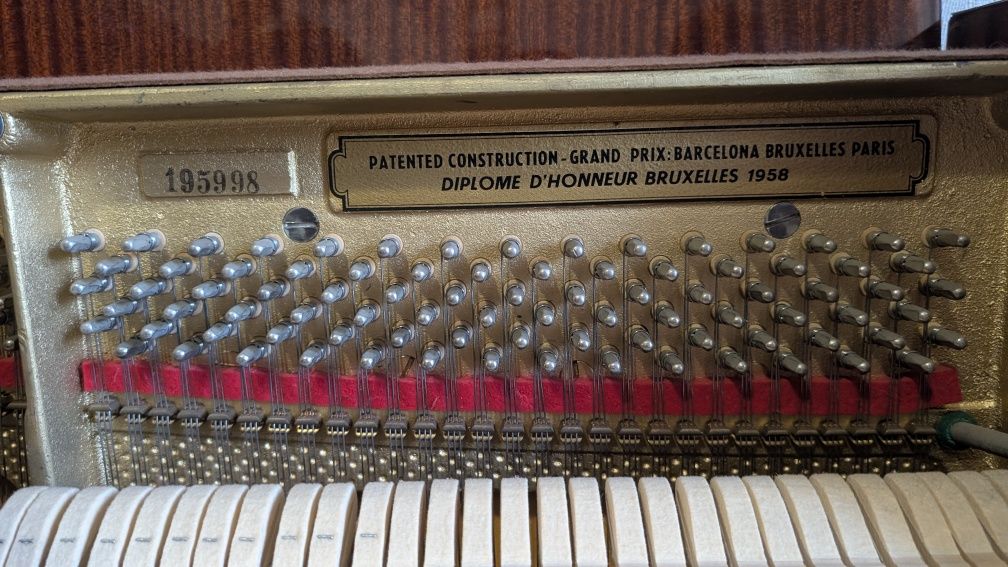 195998
PATENTED CONSTRUCTION-GRAND PRIX: BARCELONA BRUXELLES PARIS
DIPLOME D'HONNEUR BRUXELLES 1958